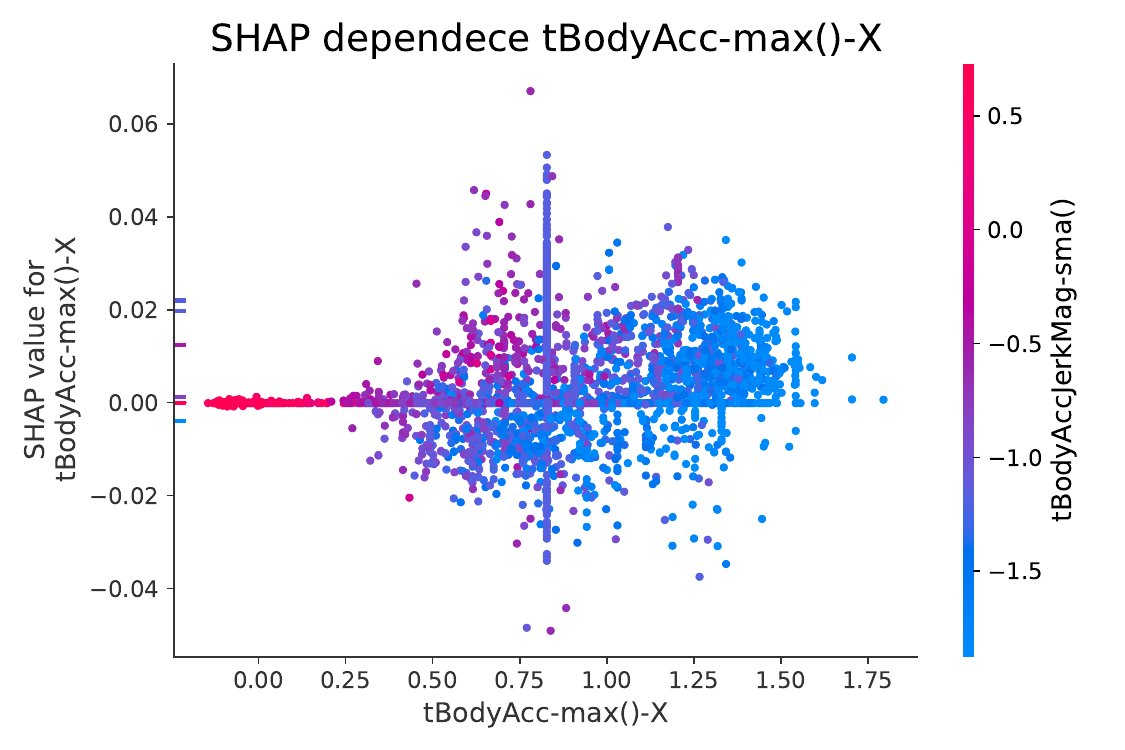 SHAP dependece tBodyAcc-max()-X
0.06
0.04
0.02
0.00
−0.02
−0.04
SHAP value for
tBodyAcc-max()-X
0.00 0.25 0.50 0.75 1.00 1.25 1.50 1.75
tBodyAcc-max()-X
0.5
0.0
−0.5
−1.0
−1.5
tBodyAccJerkMag-sma()